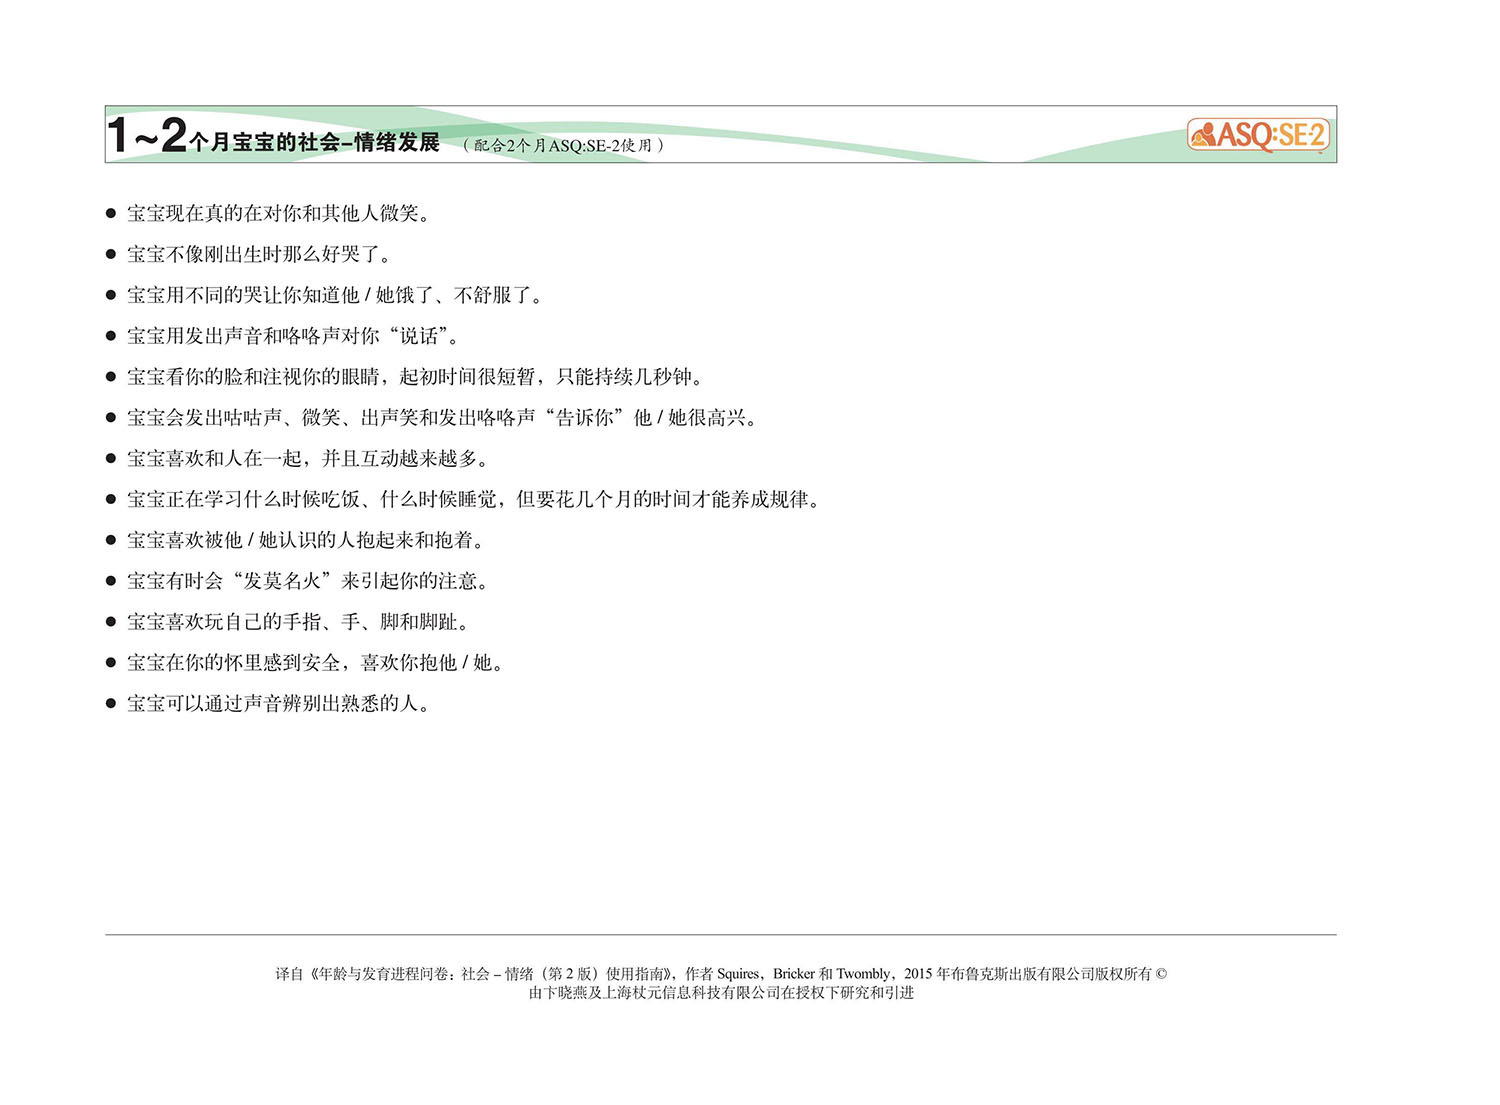 1~2个月宝宝的社会–情绪发展 （配合2个月ASQ:SE-2使用）
ASQ:SE-2
● 宝宝现在真的在对你和其他人微笑。
● 宝宝不像刚出生时那么好哭了。
● 宝宝用不同的哭让你知道他 / 她饿了、不舒服了。
● 宝宝用发出声音和咯咯声对你“说话”。
● 宝宝看你的脸和注视你的眼睛，起初时间很短暂，只能持续几秒钟。
● 宝宝会发出咕咕声、微笑、出声笑和发出咯咯声“告诉你”他 / 她很高兴。
● 宝宝喜欢和人在一起，并且互动越来越多。
● 宝宝正在学习什么时候吃饭、什么时候睡觉，但要花几个月的时间才能养成规律。
● 宝宝喜欢被他 / 她认识的人抱起来和抱着。
● 宝宝有时会“发莫名火”来引起你的注意。
● 宝宝喜欢玩自己的手指、手、脚和脚趾。
● 宝宝在你的怀里感到安全，喜欢你抱他 / 她。
● 宝宝可以通过声音辨别出熟悉的人。
译自《年龄与发育进程问卷：社会 – 情绪（第 2 版）使用指南》，作者 Squires，Bricker 和 Twombly，2015 年布鲁克斯出版有限公司版权所有 ©
由卞晓燕及上海杖元信息科技有限公司在授权下研究和引进